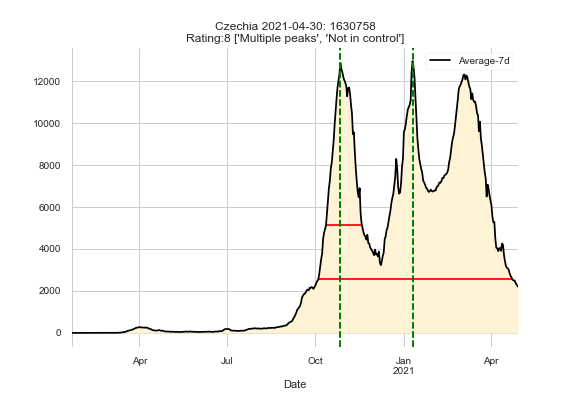 Czechia 2021-04-30: 1630758
Rating:8 ['Multiple peaks', 'Not in control']
Average-7d
12000
10000
8000
6000
4000
2000
0
Apr
Jul
Oct
Jan
2021
Apr
Date